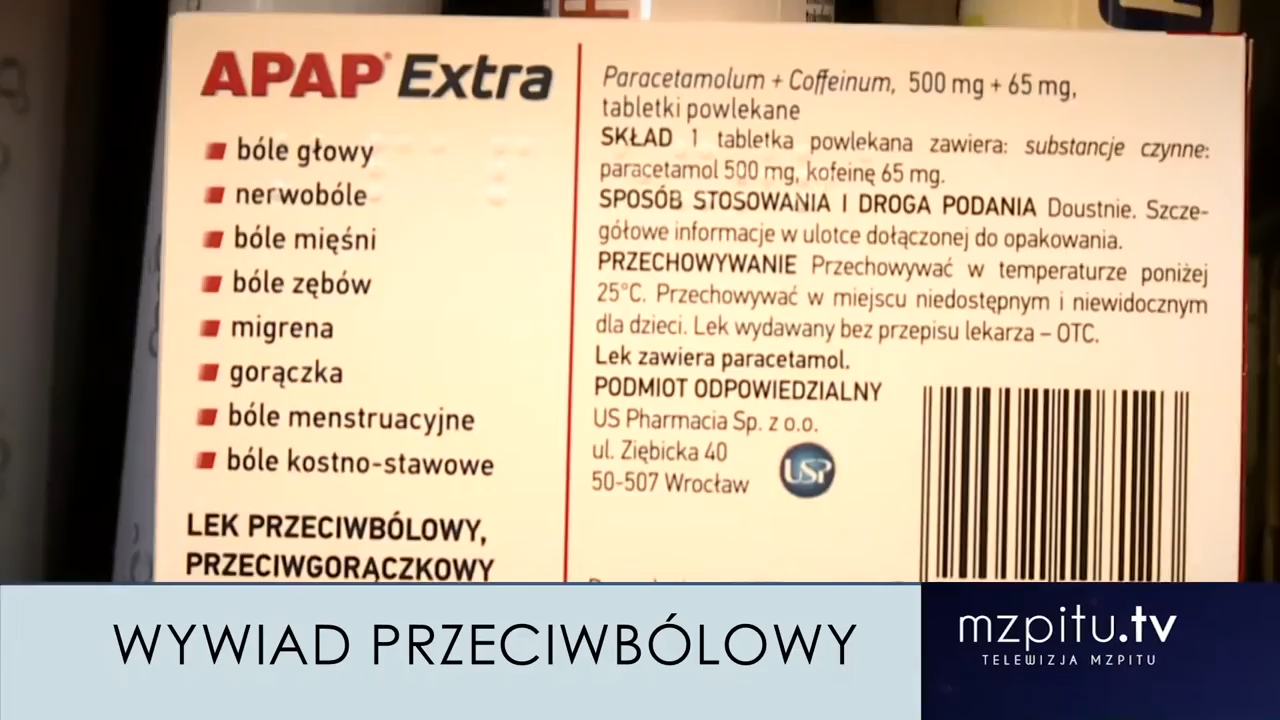 APAP® Extra
bóle głowy
nerwobóle
bóle mięśni
bóle zębów
migrena
gorączka
bóle menstruacyjne
bóle kostno-stawowe
LEK PRZECIWBÓLOWY,
PRZECIWGORĄCZKOWY
Paracetamolum + Coffeinum, 500 mg + 65 mg,
tabletki powlekane
SKŁAD 1 tabletka powlekana zawiera: substancje czynne:
paracetamol 500 mg, kofeinę 65 mg.
SPOSÓB STOSOWANIA I DROGA PODANIA Doustnie. Szcze-
gółowe informacje w ulotce dołączonej do opakowania.
PRZECHOWYWANIE Przechowywać w temperaturze poniżej
25°C. Przechowywać w miejscu niedostępnym i niewidocznym
dla dzieci. Lek wydawany bez przepisu lekarza – OTC.
Lek zawiera paracetamol.
PODMIOT ODPOWIEDZIALNY
US Pharmacia Sp. z o.o.
ul. Ziębicka 40
50-507 Wrocław
USP
WYWIAD PRZECIWBÓLOWY
mzpitu.tv
TELEWIZJA MZPITU